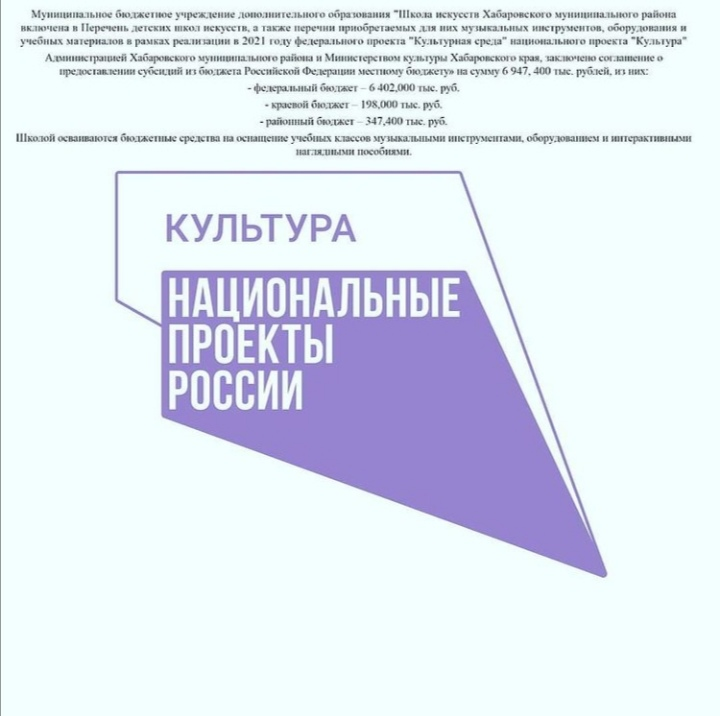 Муниципальное бюджетное учреждение дополнительного образования "Школа искусств Хабаровского муниципального района
включена в Перечень детских школ искусств, а также перечни приобретаемых для них музыкальных инструментов, оборудования и
учебных материалов в рамках реализации в 2021 году федерального проекта "Культурная среда" национального проекта "Культура"
Администрацией Хабаровского муниципального района и Министерством культуры Хабаровского края, заключено соглашение о
предоставлении субсидий из бюджета Российской Федерации местному бюджету» на сумму 6 947, 400 тыс. рублей, из них:
- федеральный бюджет – 6 402,000 тыс. руб.
- краевой бюджет – 198,000 тыс. руб.
- районный бюджет – 347,400 тыс. руб.
Школой осваиваются бюджетные средства на оснащение учебных классов музыкальными инструментами, оборудованием и интерактивными
наглядными пособиями.
КУЛЬТУРА
НАЦИОНАЛЬНЫЕ
ПРОЕКТЫ
РОССИИ